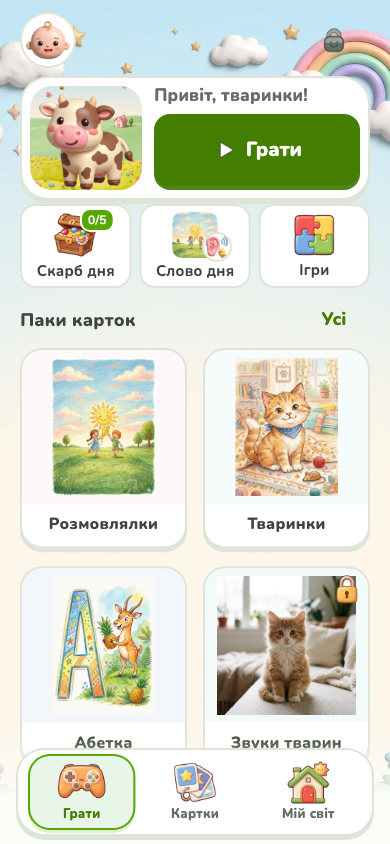 Привіт, тваринки!
Грати
0/5
Скарб дня
Слово дня
Ігри
Паки карток
Усі
Розмовлялки
Тваринки
А
Абетка
Звуки тварин
Грати
Картки
Мій світ